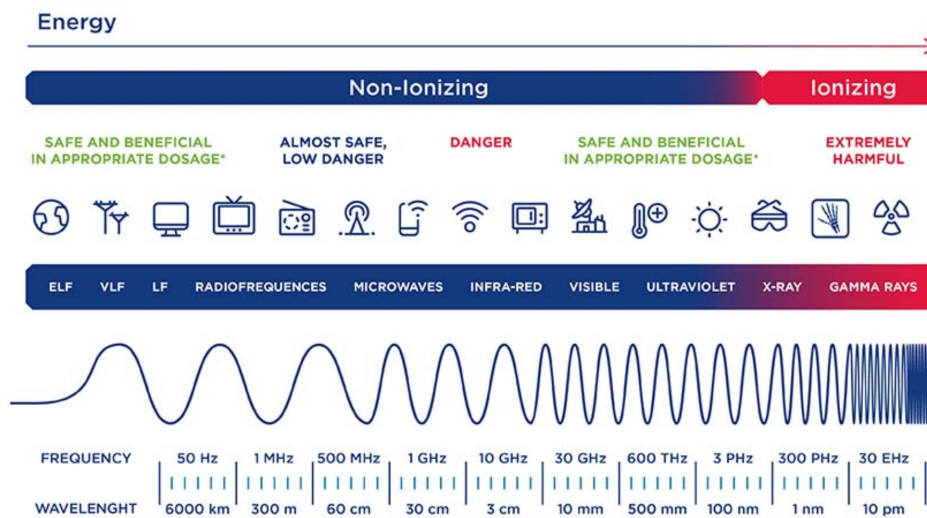 Energy
Non-Ionizing
Ionizing
SAFE AND BENEFICIAL
IN APPROPRIATE DOSAGE*
ALMOST SAFE,
LOW DANGER
DANGER
SAFE AND BENEFICIAL
IN APPROPRIATE DOSAGE*
EXTREMELY
HARMFUL
ELF VLF LF RADIOFREQUENCES MICROWAVES INFRA-RED VISIBLE ULTRAVIOLET X-RAY GAMMA RAYS
FREQUENCY 50 Hz 1 MHz 500 MHz 1 GHz 10 GHz 30 GHz 600 THz 3 PHz 300 PHz 30 EHz
WAVELENGHT 6000 km 300 m 60 cm 30 cm 3 cm 10 mm 500 mm 100 nm 1 nm 10 pm